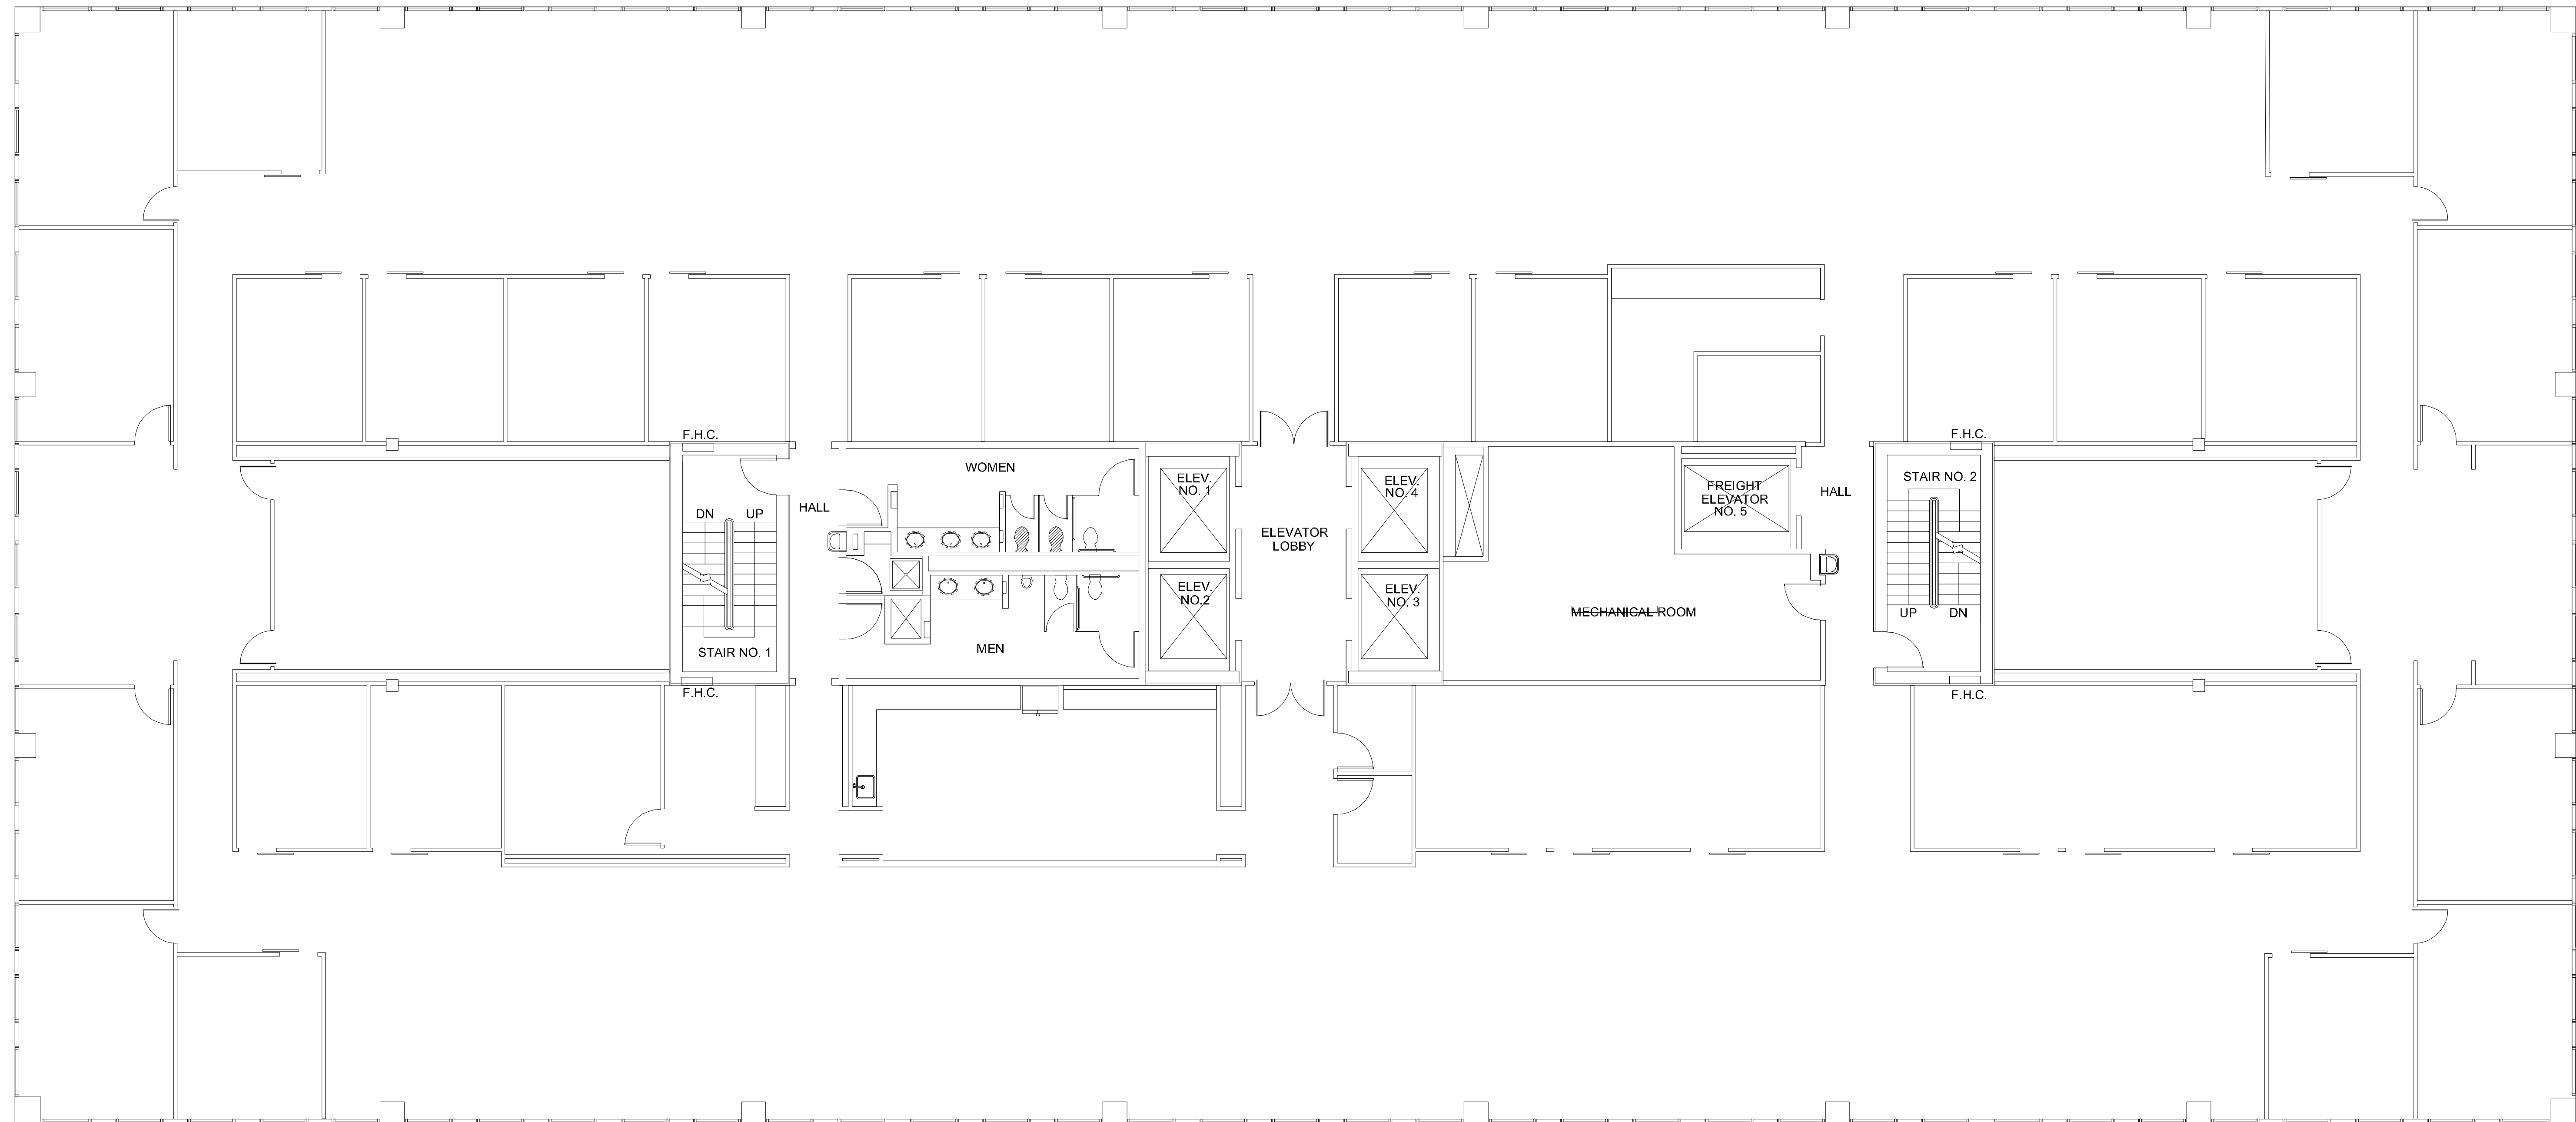 F.H.C.
F.H.C.
WOMEN
ELEV.
NO. 1
ELEV.
NO. 4
FREIGHT
ELEVATOR
NO. 5
HALL
STAIR NO. 2
DN
UP
HALL
ELEVATOR
LOBBY
ELEV.
NO.2
ELEV.
NO. 3
MECHANICAL ROOM
UP
DN
STAIR NO. 1
MEN
F.H.C.
F.H.C.